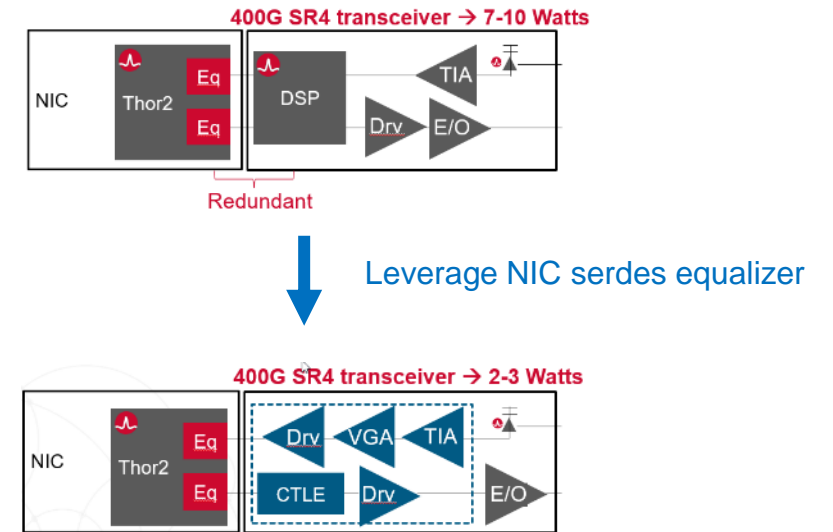 400G SR4 transceiver → 7-10 Watts
NIC
Thor2
Eq
Eq
DSP
TIA
Drv
E/O
Redundant
Leverage NIC serdes equalizer
400G SR4 transceiver → 2-3 Watts
NIC
Thor2
Eq
Eq
Drv
VGA
TIA
CTLE
Drv
E/O